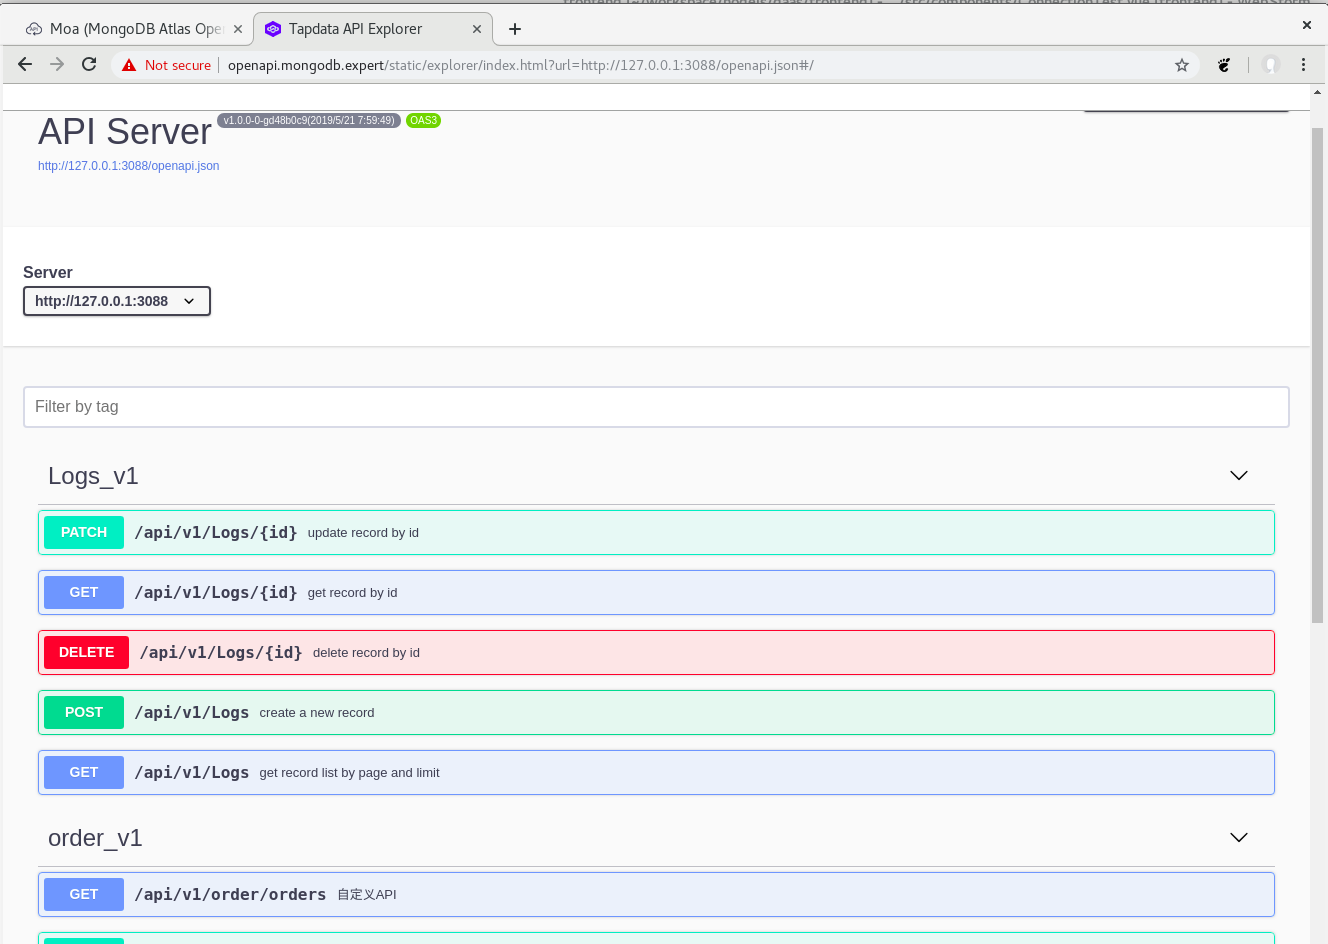 Moa (MongoDB Atlas Ope
Tapdata API Explorer
Not secure
openapi.mongodb.expert/static/explorer/index.html?url=http://127.0.0.1:3088/openapi.json#/
API Server
v1.0.0-0-gd48b0c9(2019/5/21 7:59:49)
OAS3
http://127.0.0.1:3088/openapi.json
Server
http://127.0.0.1:3088
Filter by tag
Logs_v1
PATCH /api/v1/Logs/{id} update record by id
GET /api/v1/Logs/{id} get record by id
DELETE /api/v1/Logs/{id} delete record by id
POST /api/v1/Logs create a new record
GET /api/v1/Logs get record list by page and limit
order_v1
GET /api/v1/order/orders 自定义API